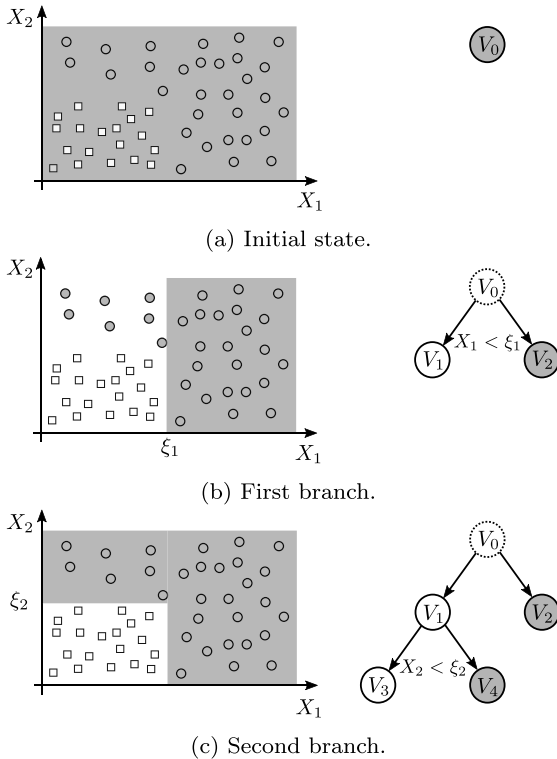 X₂
V₀
X₁
(a) Initial state.
X₂
V₀
X₁ < ξ₁
V₁
V₂
ξ₁
X₁
(b) First branch.
X₂
V₀
ξ₂
V₁
V₂
X₂ < ξ₂
V₃
V₄
X₁
(c) Second branch.